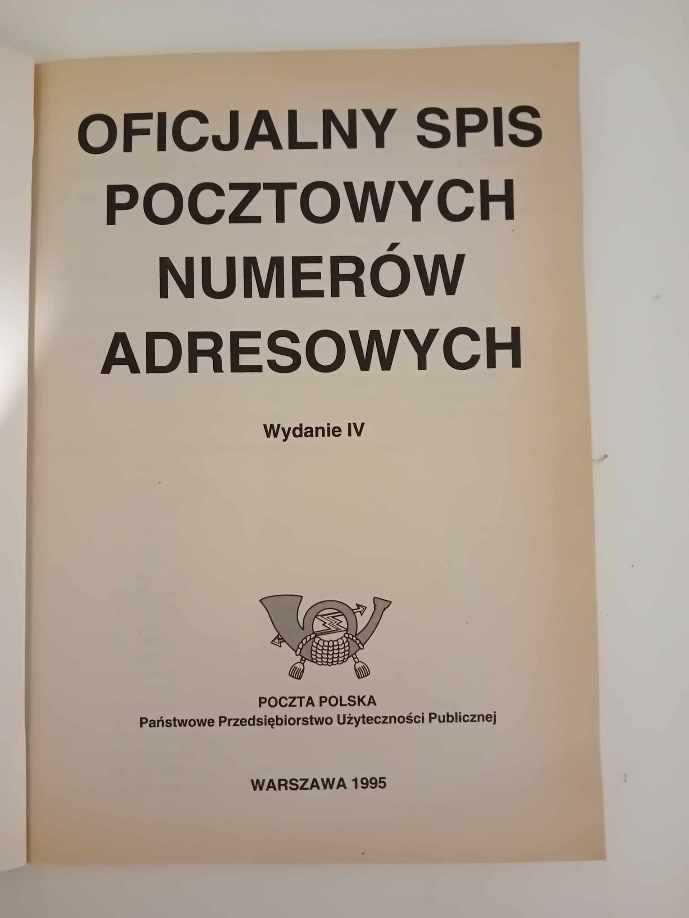 OFICJALNY SPIS
POCZTOWYCH
NUMERÓW
ADRESOWYCH
Wydanie IV
POCZTA POLSKA
Państwowe Przedsiębiorstwo Użyteczności Publicznej
WARSZAWA 1995